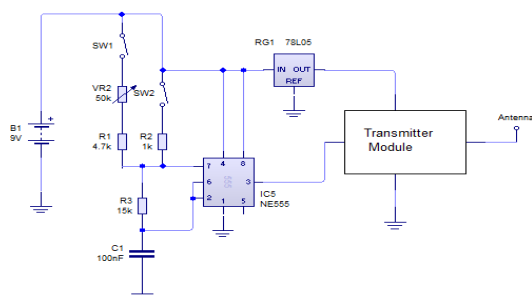 SW1
RG1 78L05
IN OUT
REF
VR2
50k
SW2
Antenna
B1
9V
+
R1
4.7k
R2
1k
Transmitter
Module
7
4
8
6
3
2
1
5
555
IC5
NE555
R3
15k
C1
100nF